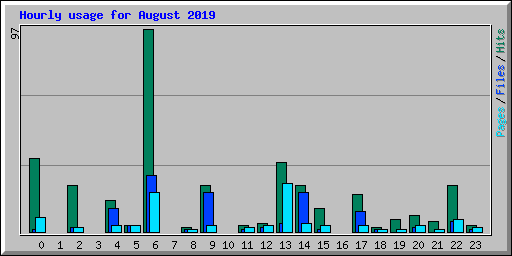 Hourly usage for August 2019
97
Pages/Files/Hits
0 1 2 3 4 5 6 7 8 9 10 11 12 13 14 15 16 17 18 19 20 21 22 23